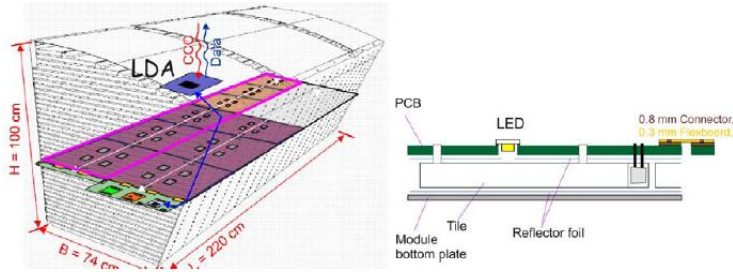 CCC
Data
LDA
H = 100 cm
B = 74 cm
L = 220 cm
PCB
LED
0.8 mm Connector,
0.3 mm Flexboard,
Tile
Reflector foil
Module
bottom plate